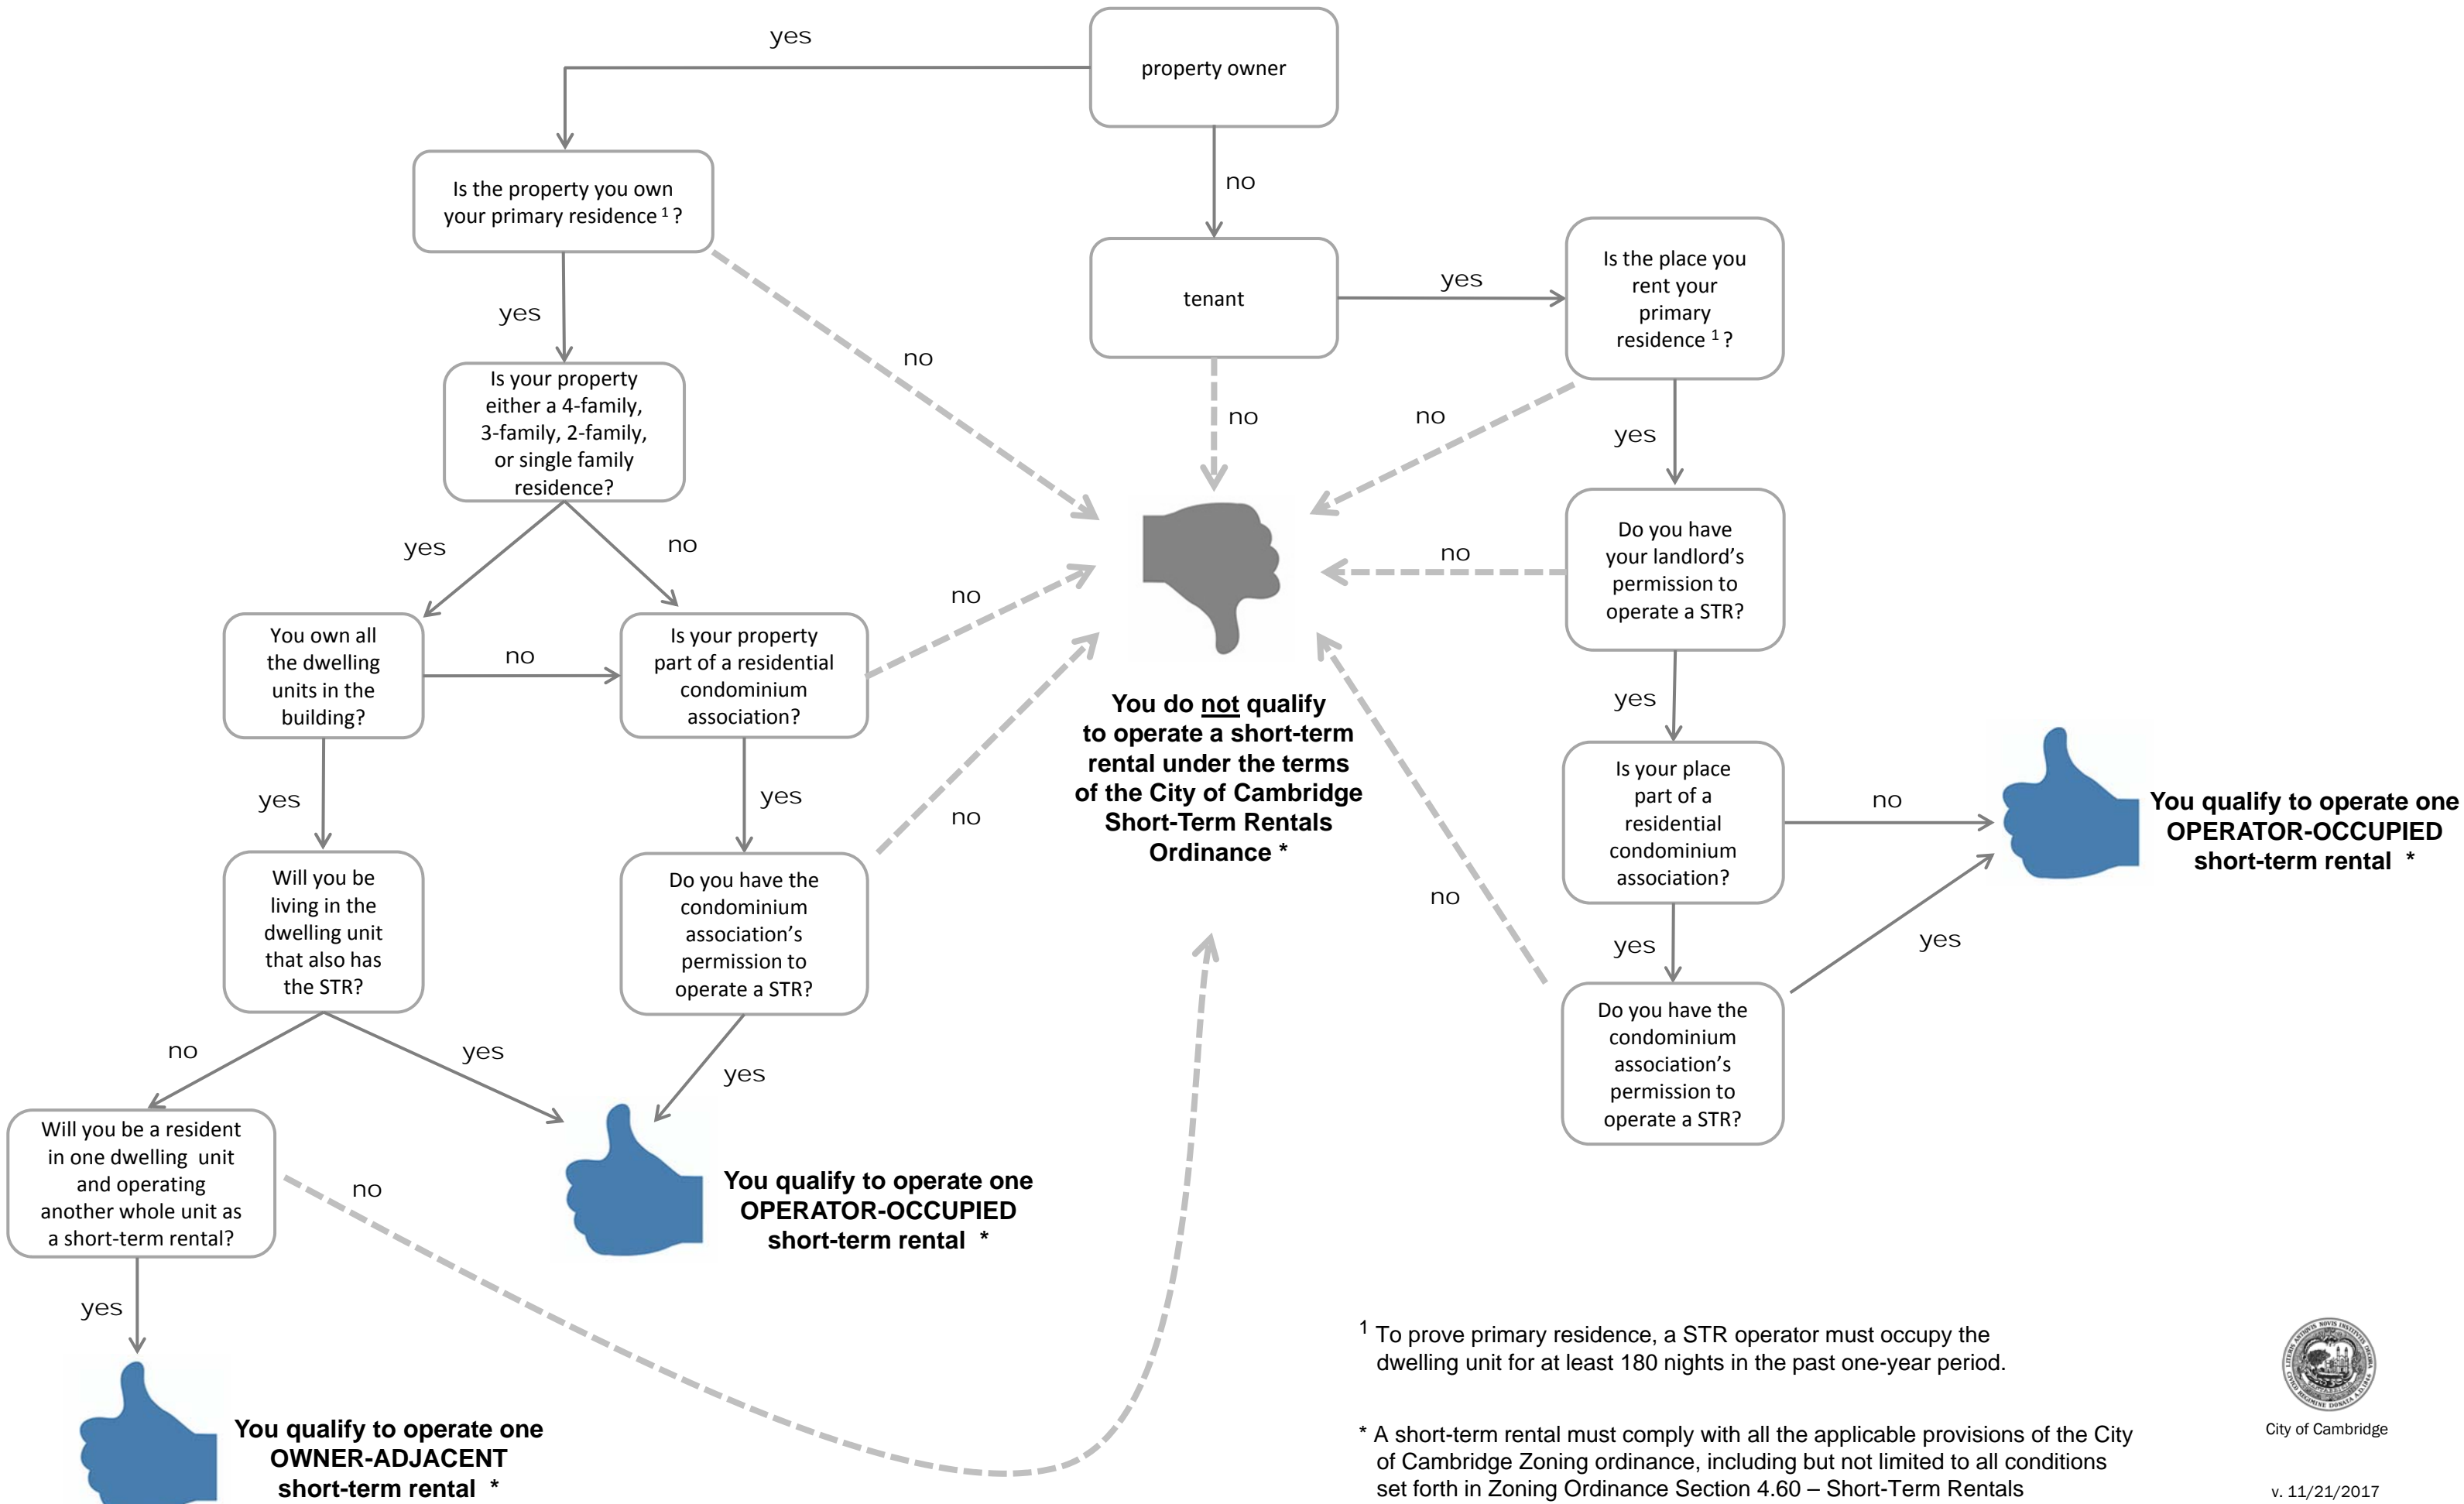 yes
property owner
Is the property you own
your primary residence ¹ ?
no
yes
no
tenant
yes
Is the place you
rent your
primary
residence ¹ ?
Is your property
either a 4-family,
3-family, 2-family,
or single family
residence?
no
no
yes
yes
no
Do you have
your landlord’s
permission to
operate a STR?
no
You own all
the dwelling
units in the
building?
no
Is your property
part of a residential
condominium
association?
no
yes
You do not qualify
to operate a short-term
rental under the terms
of the City of Cambridge
Short-Term Rentals
Ordinance *
yes
yes
no
Is your place
part of a
residential
condominium
association?
no
You qualify to operate one
OPERATOR-OCCUPIED
short-term rental *
Will you be
living in the
dwelling unit
that also has
the STR?
Do you have the
condominium
association’s
permission to
operate a STR?
no
yes
yes
no
yes
yes
Do you have the
condominium
association’s
permission to
operate a STR?
Will you be a resident
in one dwelling unit
and operating
another whole unit as
a short-term rental?
no
You qualify to operate one
OPERATOR-OCCUPIED
short-term rental *
yes
You qualify to operate one
OWNER-ADJACENT
short-term rental *
¹ To prove primary residence, a STR operator must occupy the
dwelling unit for at least 180 nights in the past one-year period.
* A short-term rental must comply with all the applicable provisions of the City
of Cambridge Zoning ordinance, including but not limited to all conditions
set forth in Zoning Ordinance Section 4.60 – Short-Term Rentals
City of Cambridge
v. 11/21/2017